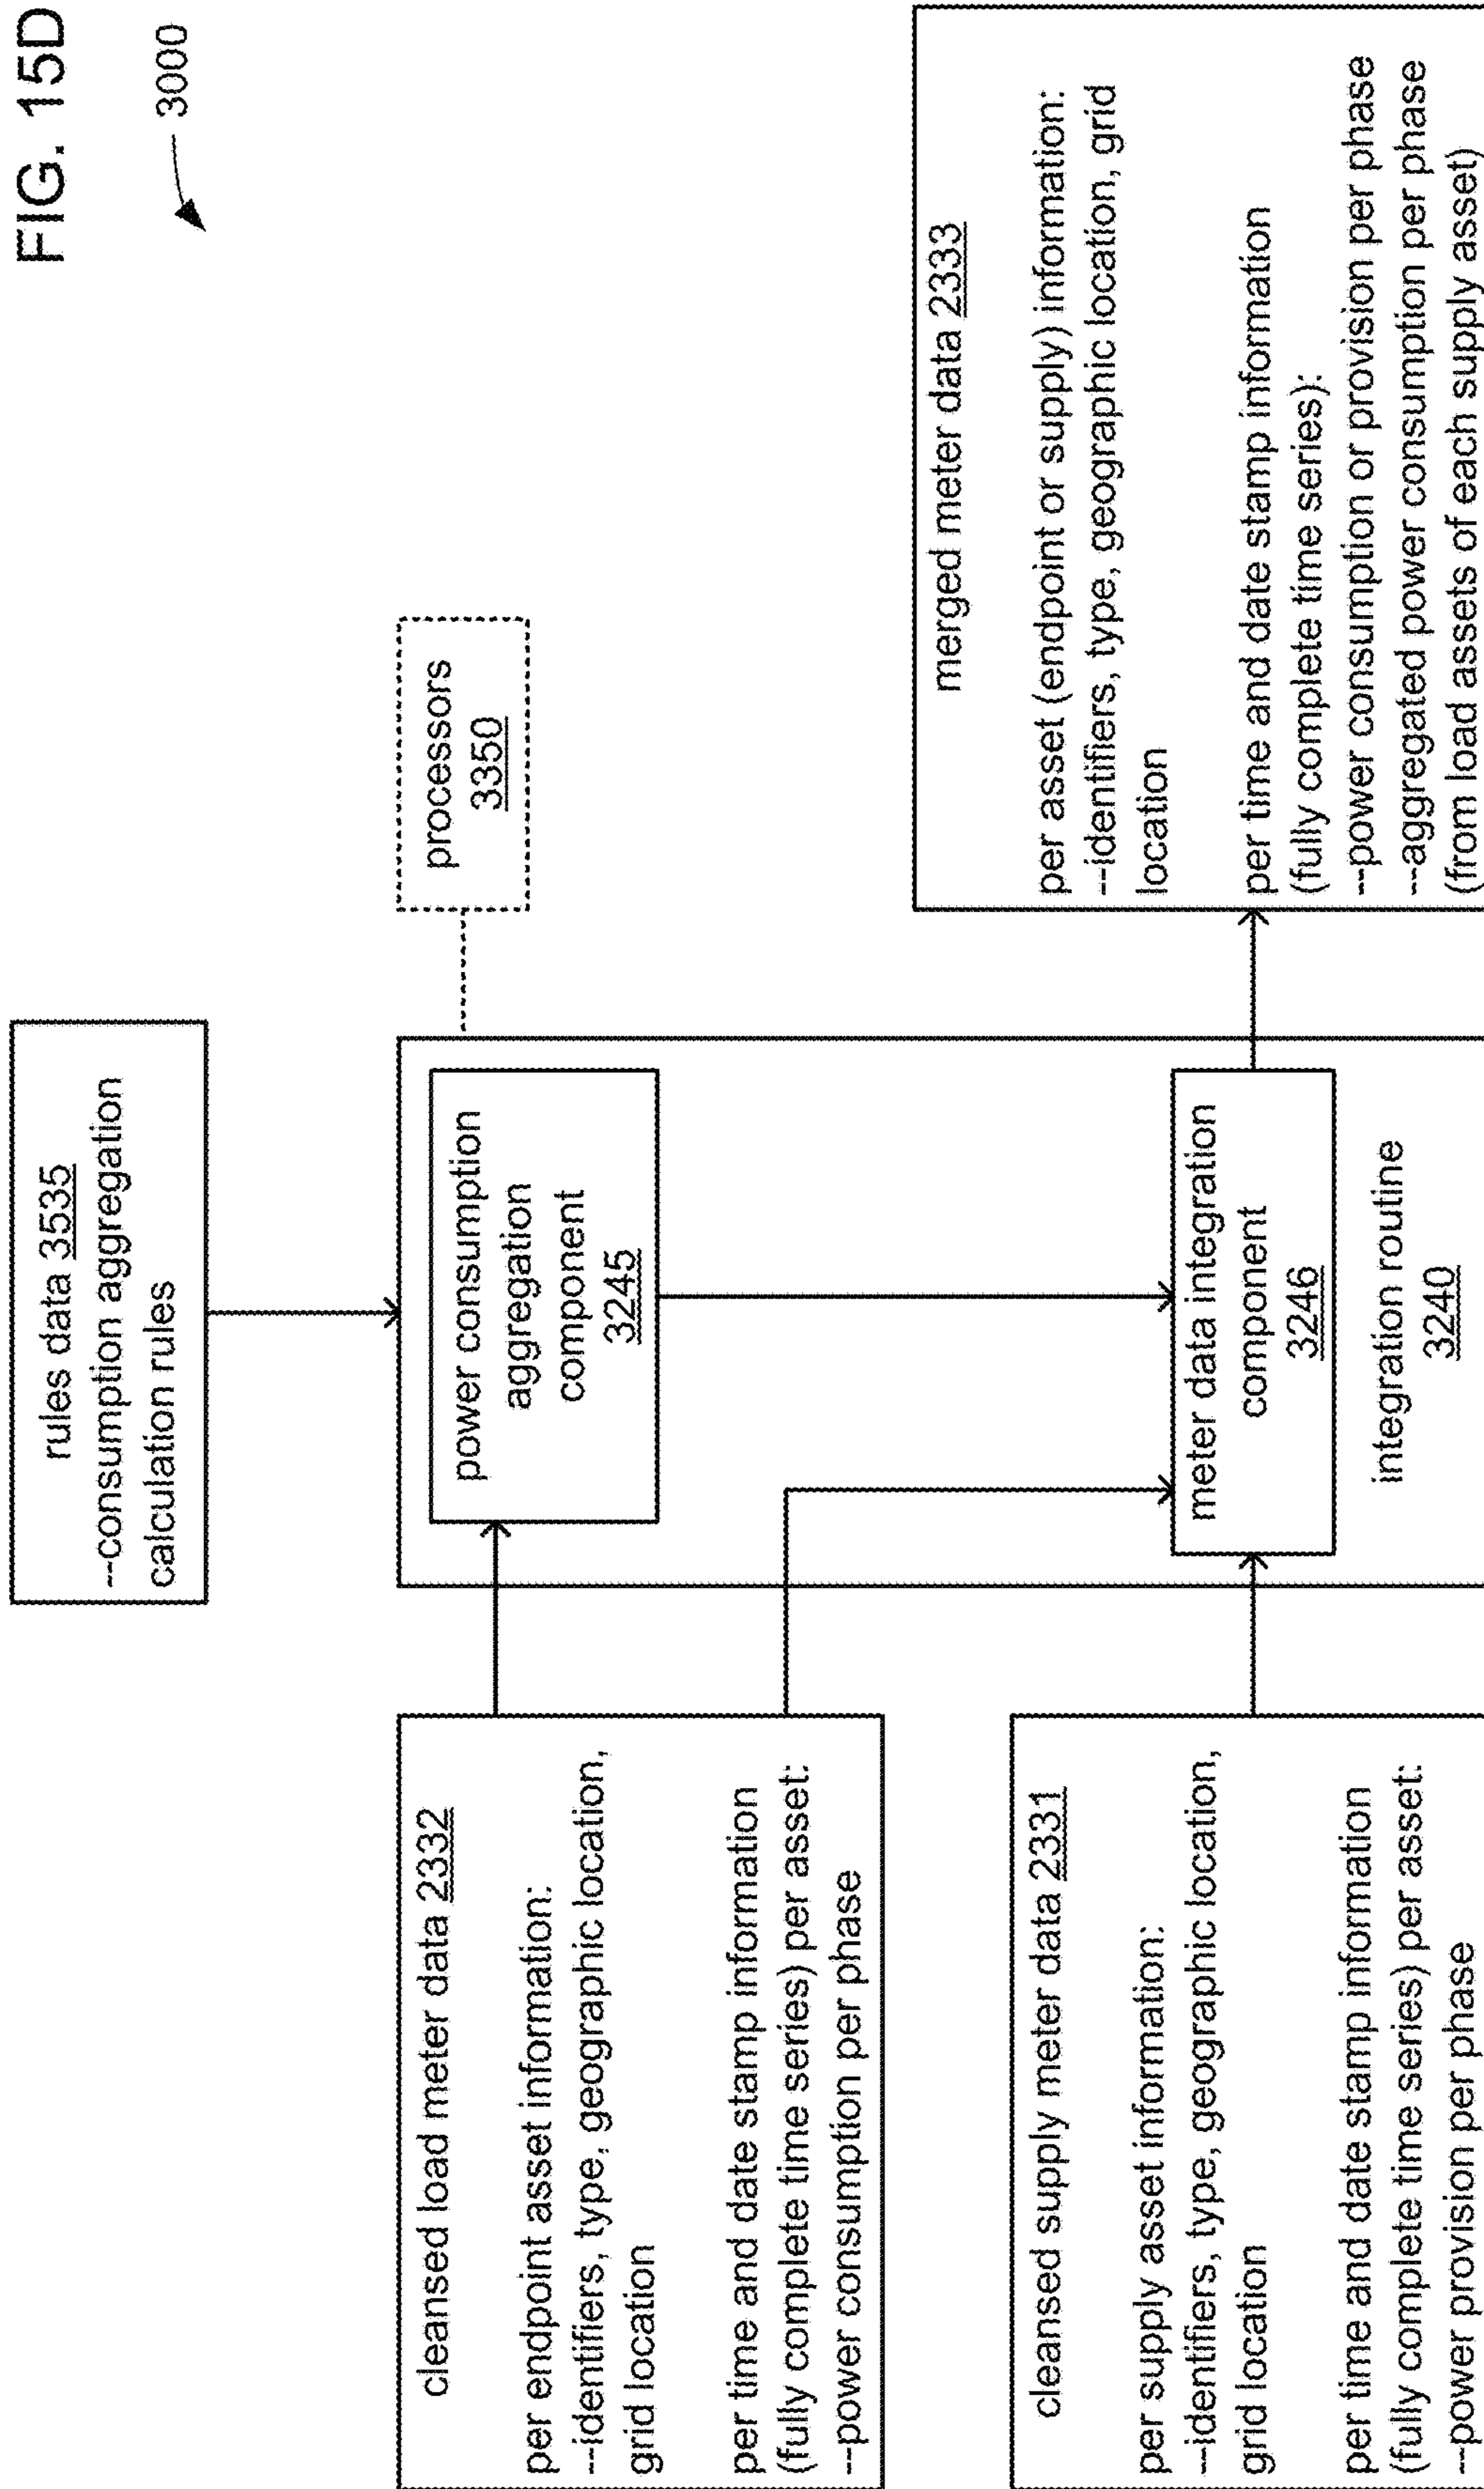 FIG. 15D
3000
rules data 3535
--consumption aggregation
calculation rules
processors
3350
cleansed load meter data 2332
per endpoint asset information:
--identifiers, type, geographic location,
grid location
per time and date stamp information
(fully complete time series) per asset:
--power consumption per phase
power consumption
aggregation
component
3245
cleansed supply meter data 2331
per supply asset information:
--identifiers, type, geographic location,
grid location
per time and date stamp information
(fully complete time series) per asset:
--power provision per phase
meter data integration
component
3246
integration routine
3240
merged meter data 2333
per asset (endpoint or supply) information:
--identifiers, type, geographic location, grid
location
per time and date stamp information
(fully complete time series):
--power consumption or provision per phase
--aggregated power consumption per phase
(from load assets of each supply asset)